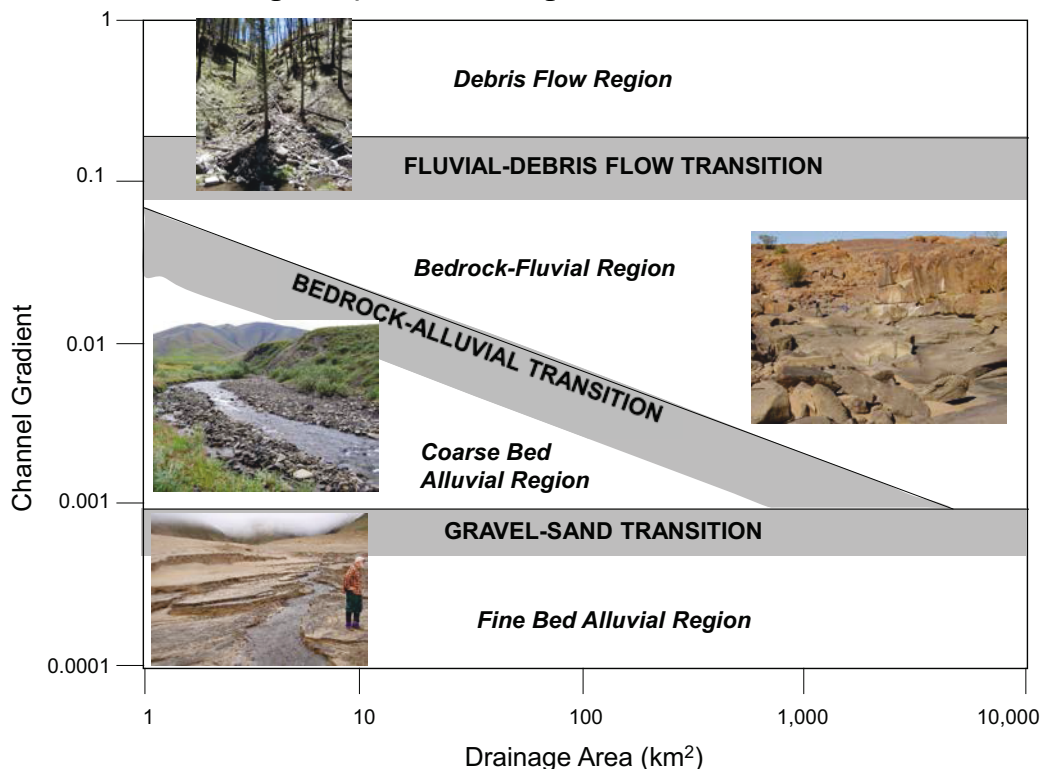 1
Debris Flow Region
FLUVIAL-DEBRIS FLOW TRANSITION
0.1
Bedrock-Fluvial Region
BEDROCK-ALLUVIAL TRANSITION
0.01
Channel Gradient
Coarse Bed
Alluvial Region
0.001
GRAVEL-SAND TRANSITION
Fine Bed Alluvial Region
0.0001
1
10
100
1,000
10,000
Drainage Area (km²)